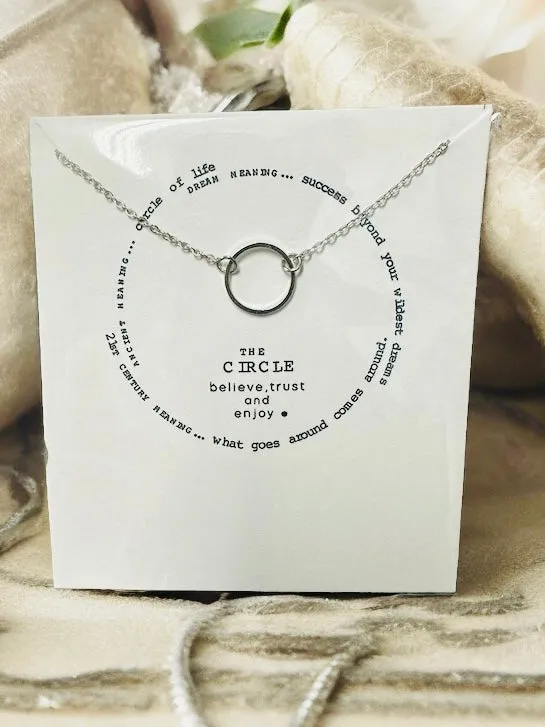 ANCIENT MEANING... circle of life
DREAM MEANING... success beyond your wildest dreams
21st CENTURY MEANING... what goes around comes around.
THE
CIRCLE
believe, trust
and
enjoy